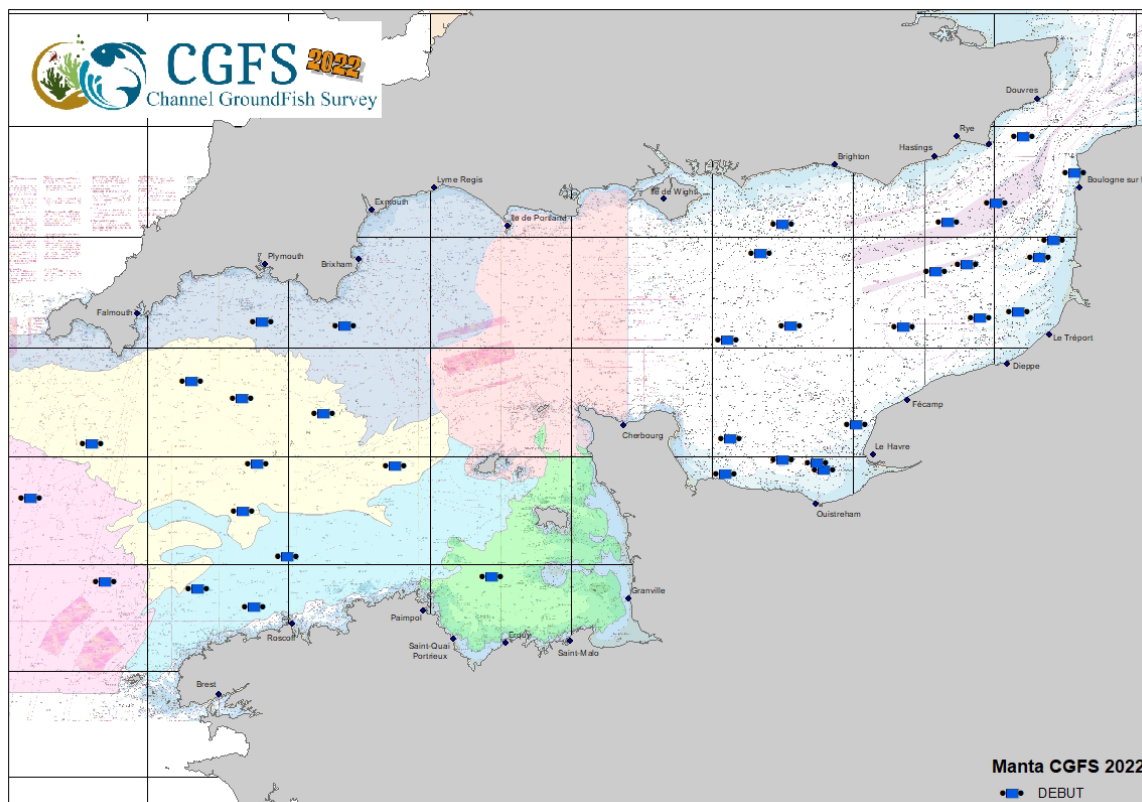 CGFS 2022
Channel GroundFish Survey
Douvres
Rye
Hastings
Brighton
Boulogne sur
Lyme Regis
Ile de Wight
Exmouth
Ile de Portland
Plymouth
Brixham
Falmouth
Le Tréport
Dieppe
Fécamp
Cherbourg
Le Havre
Ouistreham
Granville
Paimpol
Roscoff
Saint-Quai
Portrieux
Erquy
Saint-Malo
Brest
Manta CGFS 2022
DEBUT